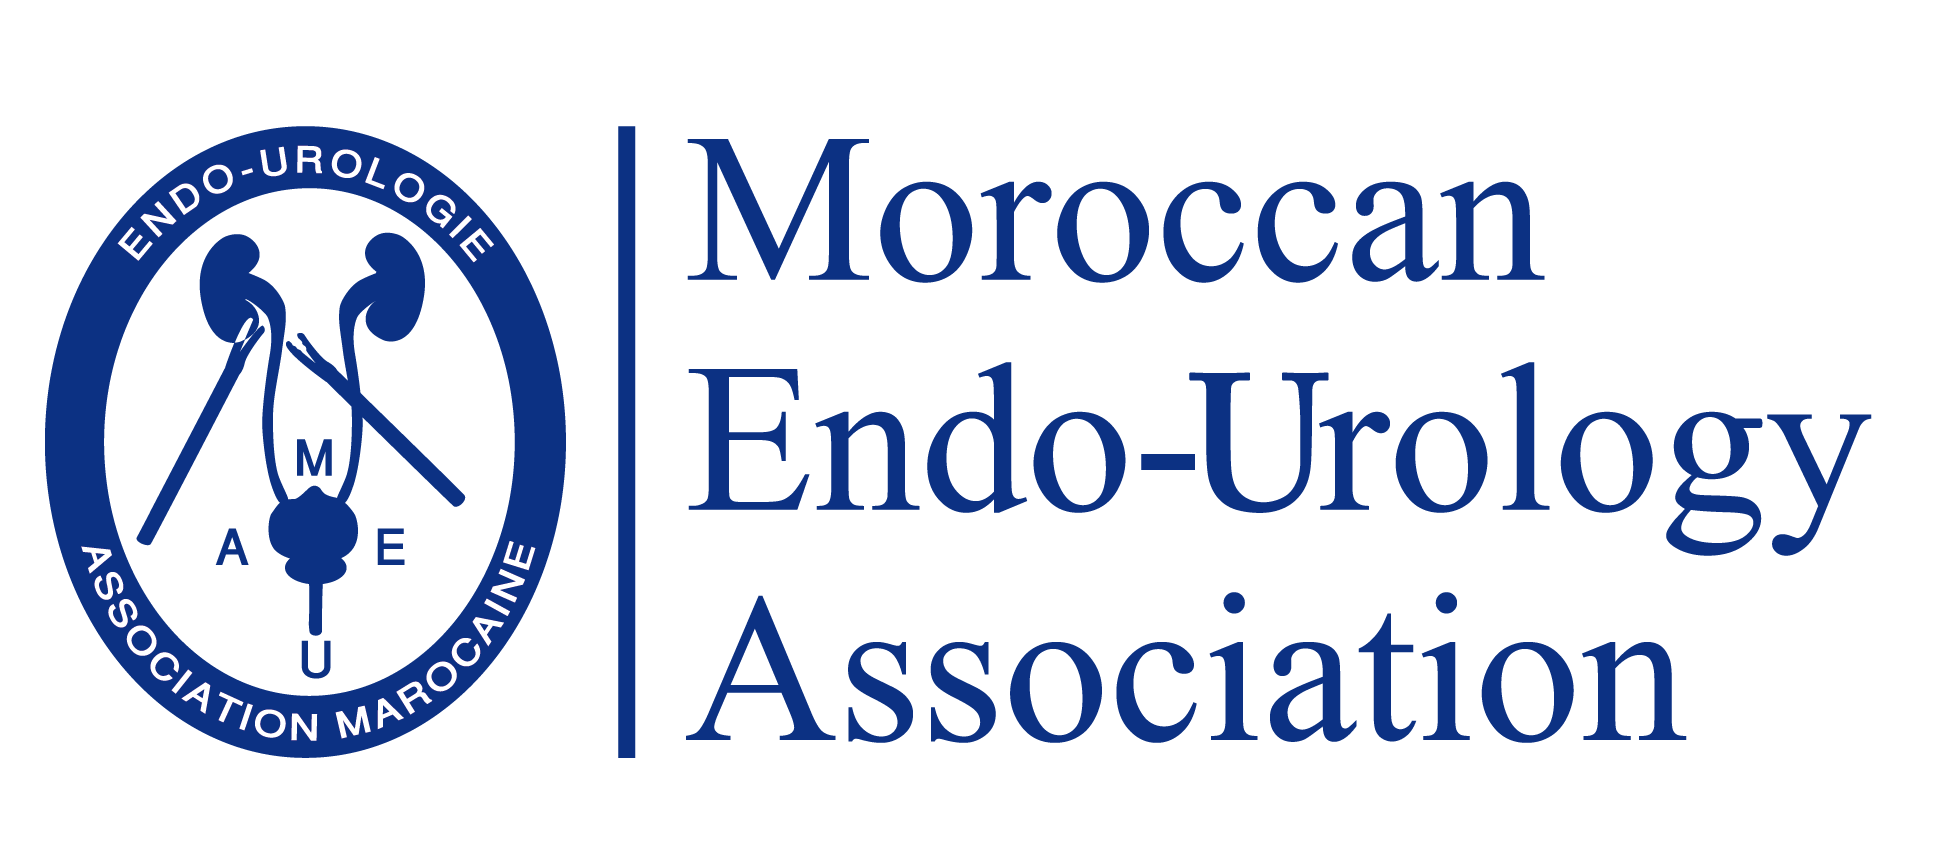 ENDO-UROLOGIE
M
A E
U
ASSOCIATION MAROCAINE
Moroccan
Endo-Urology
Association